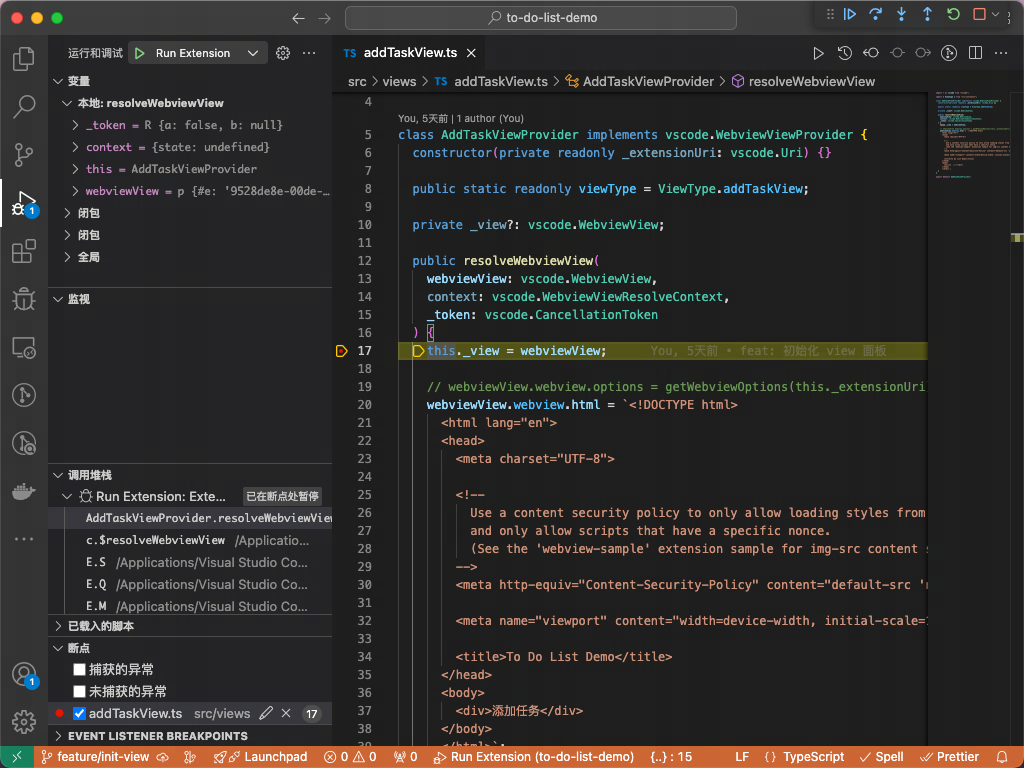 to-do-list-demo
运行和调试 Run Extension
变量
本地: resolveWebviewView
_token = R {a: false, b: null}
context = {state: undefined}
this = AddTaskViewProvider
webviewView = p {#e: '9528de8e-00de-…
闭包
闭包
全局
监视
调用堆栈
Run Extension: Exte... 已在断点处暂停
AddTaskViewProvider.resolveWebviewView
c.$resolveWebviewView /Applicatio...
E.S /Applications/Visual Studio Co...
E.Q /Applications/Visual Studio Co...
E.M /Applications/Visual Studio Co...
已载入的脚本
断点
捕获的异常
未捕获的异常
addTaskView.ts src/views 17
EVENT LISTENER BREAKPOINTS
1
1
TS addTaskView.ts
src > views > TS addTaskView.ts > AddTaskViewProvider > resolveWebviewView
4
You, 5天前 | 1 author (You)
5 class AddTaskViewProvider implements vscode.WebviewViewProvider {
6 constructor(private readonly _extensionUri: vscode.Uri) {}
7
8 public static readonly viewType = ViewType.addTaskView;
9
10 private _view?: vscode.WebviewView;
11
12 public resolveWebviewView(
13 webviewView: vscode.WebviewView,
14 context: vscode.WebviewViewResolveContext,
15 _token: vscode.CancellationToken
16 ) {
17 this._view = webviewView; You, 5天前 • feat: 初始化 view 面板
18
19 // webviewView.webview.options = getWebviewOptions(this._extensionUri
20 webviewView.webview.html = `<!DOCTYPE html>
21 <html lang="en">
22 <head>
23 <meta charset="UTF-8">
24
25 <!--
26 Use a content security policy to only allow loading styles from
27 and only allow scripts that have a specific nonce.
28 (See the 'webview-sample' extension sample for img-src content
29 -->
30 <meta http-equiv="Content-Security-Policy" content="default-src
31
32 <meta name="viewport" content="width=device-width, initial-scale=
33
34 <title>To Do List Demo</title>
35 </head>
36 <body>
37 <div>添加任务</div>
38 </body>
39 </html>`;
feature/init-view Launchpad 0 0 0 Run Extension (to-do-list-demo) {..} : 15 LF {} TypeScript Spell Prettier